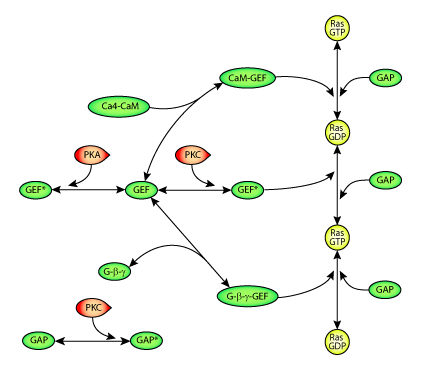 Ras
GTP
CaM-GEF
GAP
Ca4-CaM
Ras
GDP
PKA
PKC
GEF*
GEF
GEF*
GAP
Ras
GTP
G-β-γ
G-β-γ-GEF
GAP
PKC
GAP
GAP*
Ras
GDP